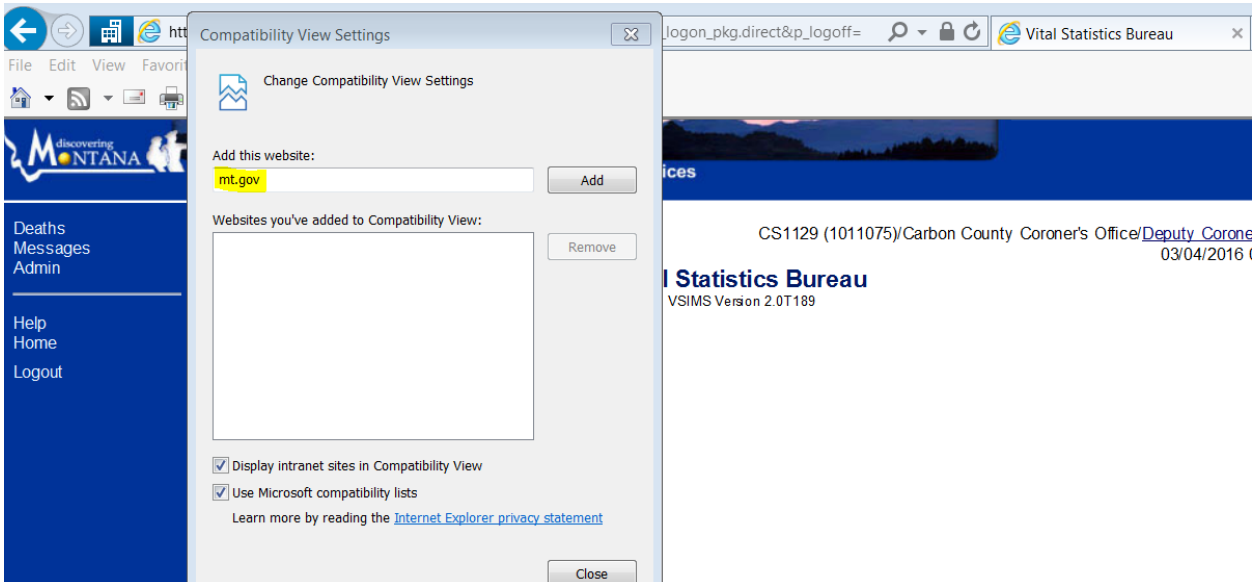 htt
Compatibility View Settings
_logon_pkg.direct&p_logoff=
Vital Statistics Bureau
File Edit View Favorit
Change Compatibility View Settings
discovering
MONTANA
Add this website:
mt.gov
Add
ices
Websites you've added to Compatibility View:
Remove
Deaths
Messages
Admin
Help
Home
Logout
CS1129 (1011075)/Carbon County Coroner's Office/Deputy Corone
03/04/2016 0
l Statistics Bureau
VSIMS Version 2.0T189
Display intranet sites in Compatibility View
Use Microsoft compatibility lists
Learn more by reading the Internet Explorer privacy statement
Close